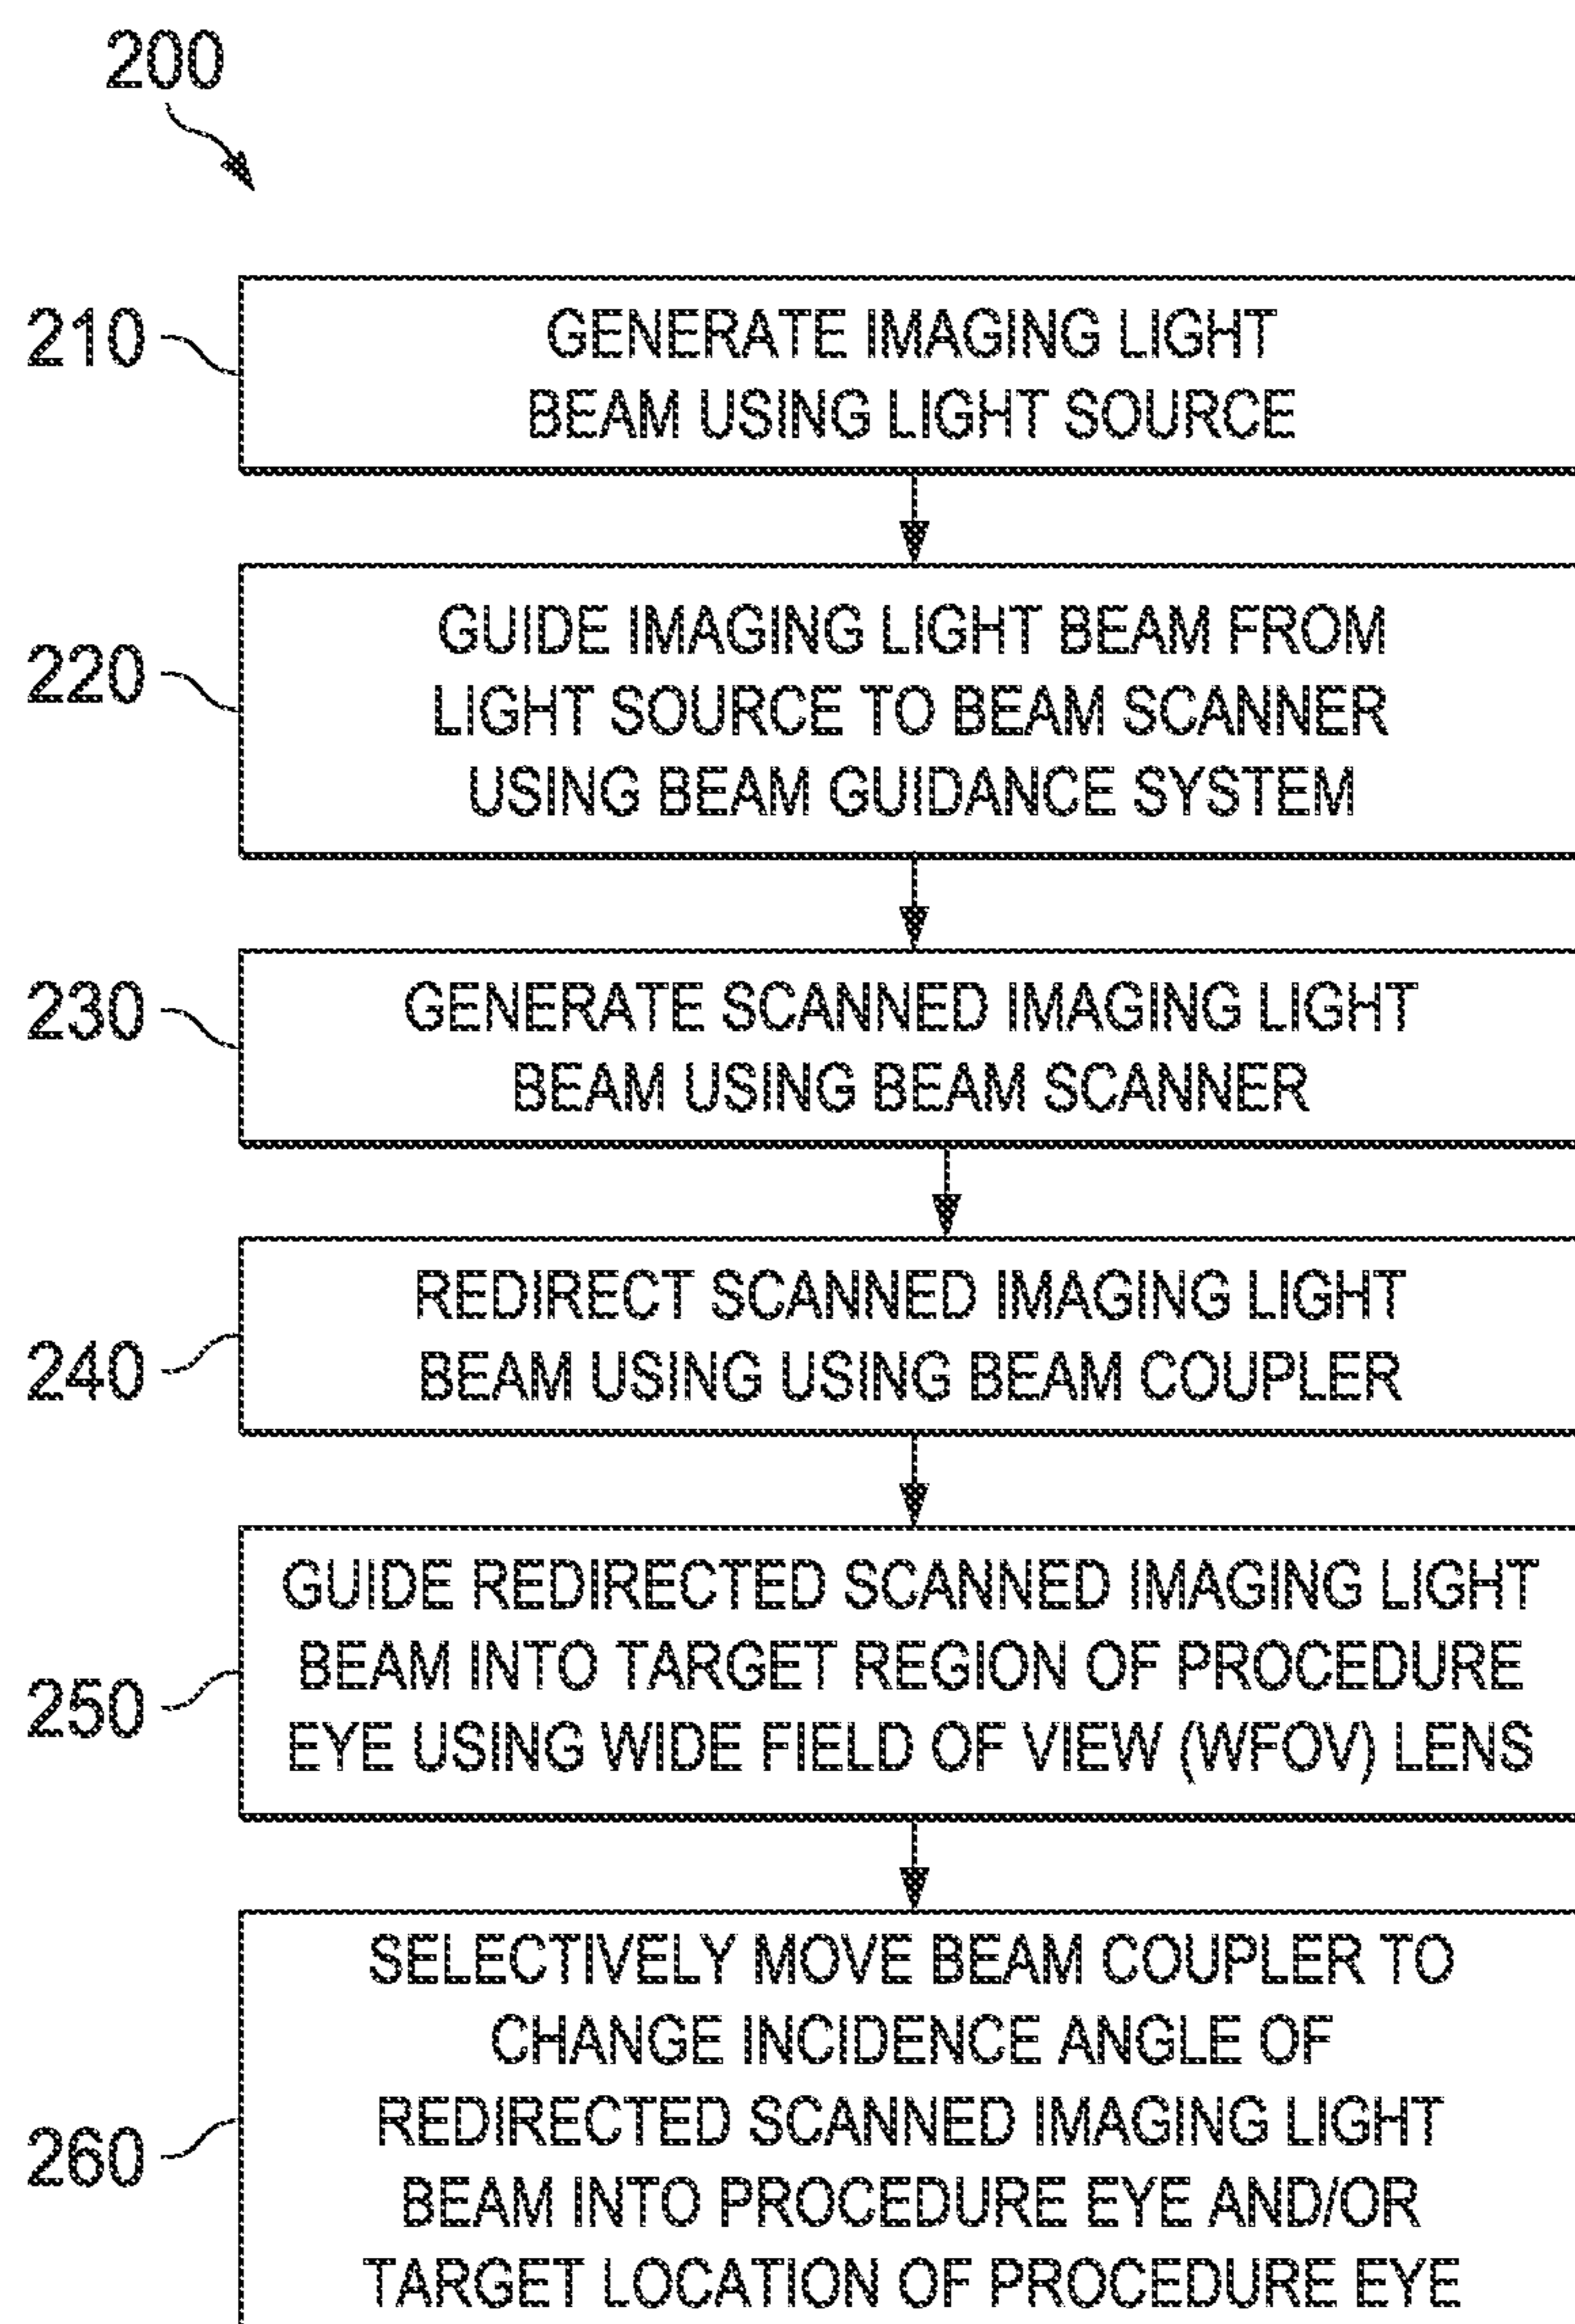 200
210
GENERATE IMAGING LIGHT
BEAM USING LIGHT SOURCE
220
GUIDE IMAGING LIGHT BEAM FROM
LIGHT SOURCE TO BEAM SCANNER
USING BEAM GUIDANCE SYSTEM
230
GENERATE SCANNED IMAGING LIGHT
BEAM USING BEAM SCANNER
240
REDIRECT SCANNED IMAGING LIGHT
BEAM USING USING BEAM COUPLER
250
GUIDE REDIRECTED SCANNED IMAGING LIGHT
BEAM INTO TARGET REGION OF PROCEDURE
EYE USING WIDE FIELD OF VIEW (WFOV) LENS
260
SELECTIVELY MOVE BEAM COUPLER TO
CHANGE INCIDENCE ANGLE OF
REDIRECTED SCANNED IMAGING LIGHT
BEAM INTO PROCEDURE EYE AND/OR
TARGET LOCATION OF PROCEDURE EYE